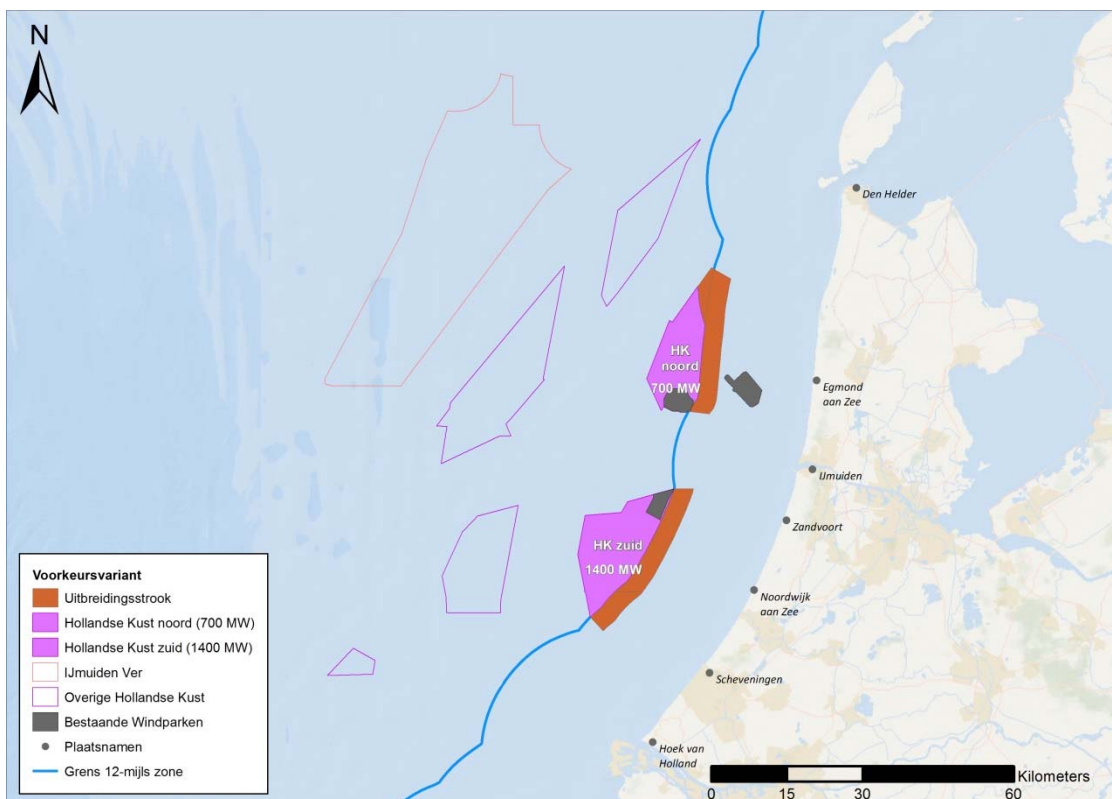 N
Den Helder
HK
noord
700 MW
Egmond
aan Zee
IJmuiden
Zandvoort
HK zuid
1400 MW
Noordwijk
aan Zee
Scheveningen
Hoek van
Holland
Voorkeursvariant
Uitbreidingsstrook
Hollandse Kust noord (700 MW)
Hollandse Kust zuid (1400 MW)
IJmuiden Ver
Overige Hollandse Kust
Bestaande Windparken
Plaatsnamen
Grens 12-mijls zone
Kilometers
0 15 30 60